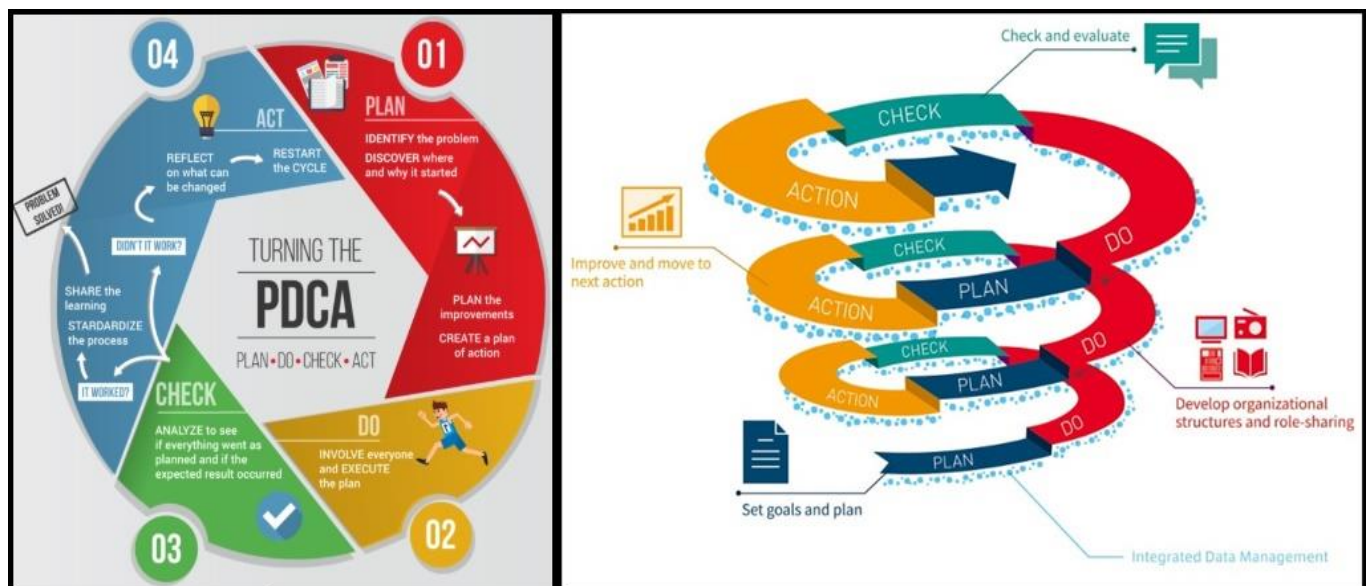 04
01
ACT
PLAN
IDENTIFY the problem
DISCOVER where
and why it started
REFLECT
on what can
be changed
RESTART
the CYCLE
PROBLEM
SOLVED!
DIDN'T IT WORK?
TURNING THE
PDCA
PLAN•DO•CHECK•ACT
SHARE the
learning
STARDARDIZE
the process
IT WORKED?
PLAN the
improvements
CREATE a plan
of action
CHECK
ANALYZE to see
if everything went as
planned and if the
expected result occurred
DO
INVOLVE everyone
and EXECUTE
the plan
03
02
Check and evaluate
CHECK
ACTION
DO
Improve and move to
next action
CHECK
PLAN
ACTION
DO
CHECK
PLAN
ACTION
DO
PLAN
Develop organizational
structures and role-sharing
Set goals and plan
Integrated Data Management